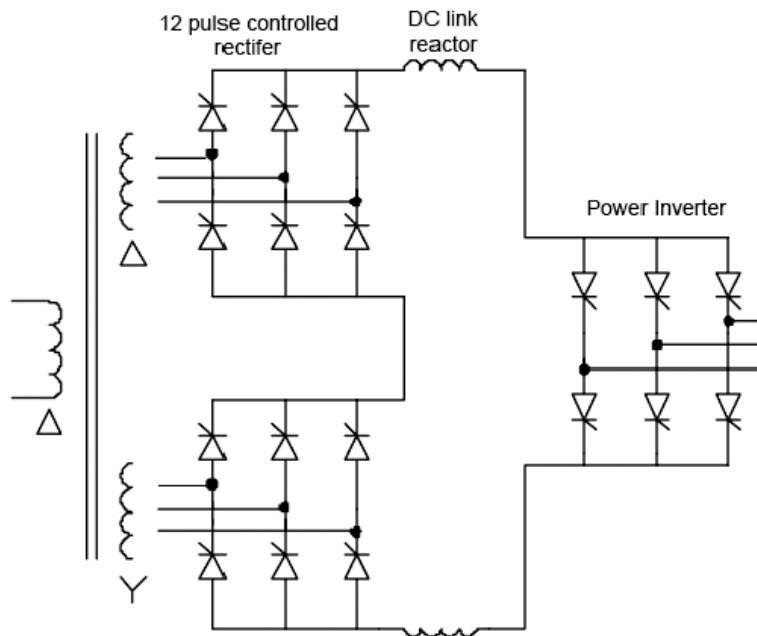 12 pulse controlled
rectifer
DC link
reactor
Power Inverter
Δ
Δ
Y